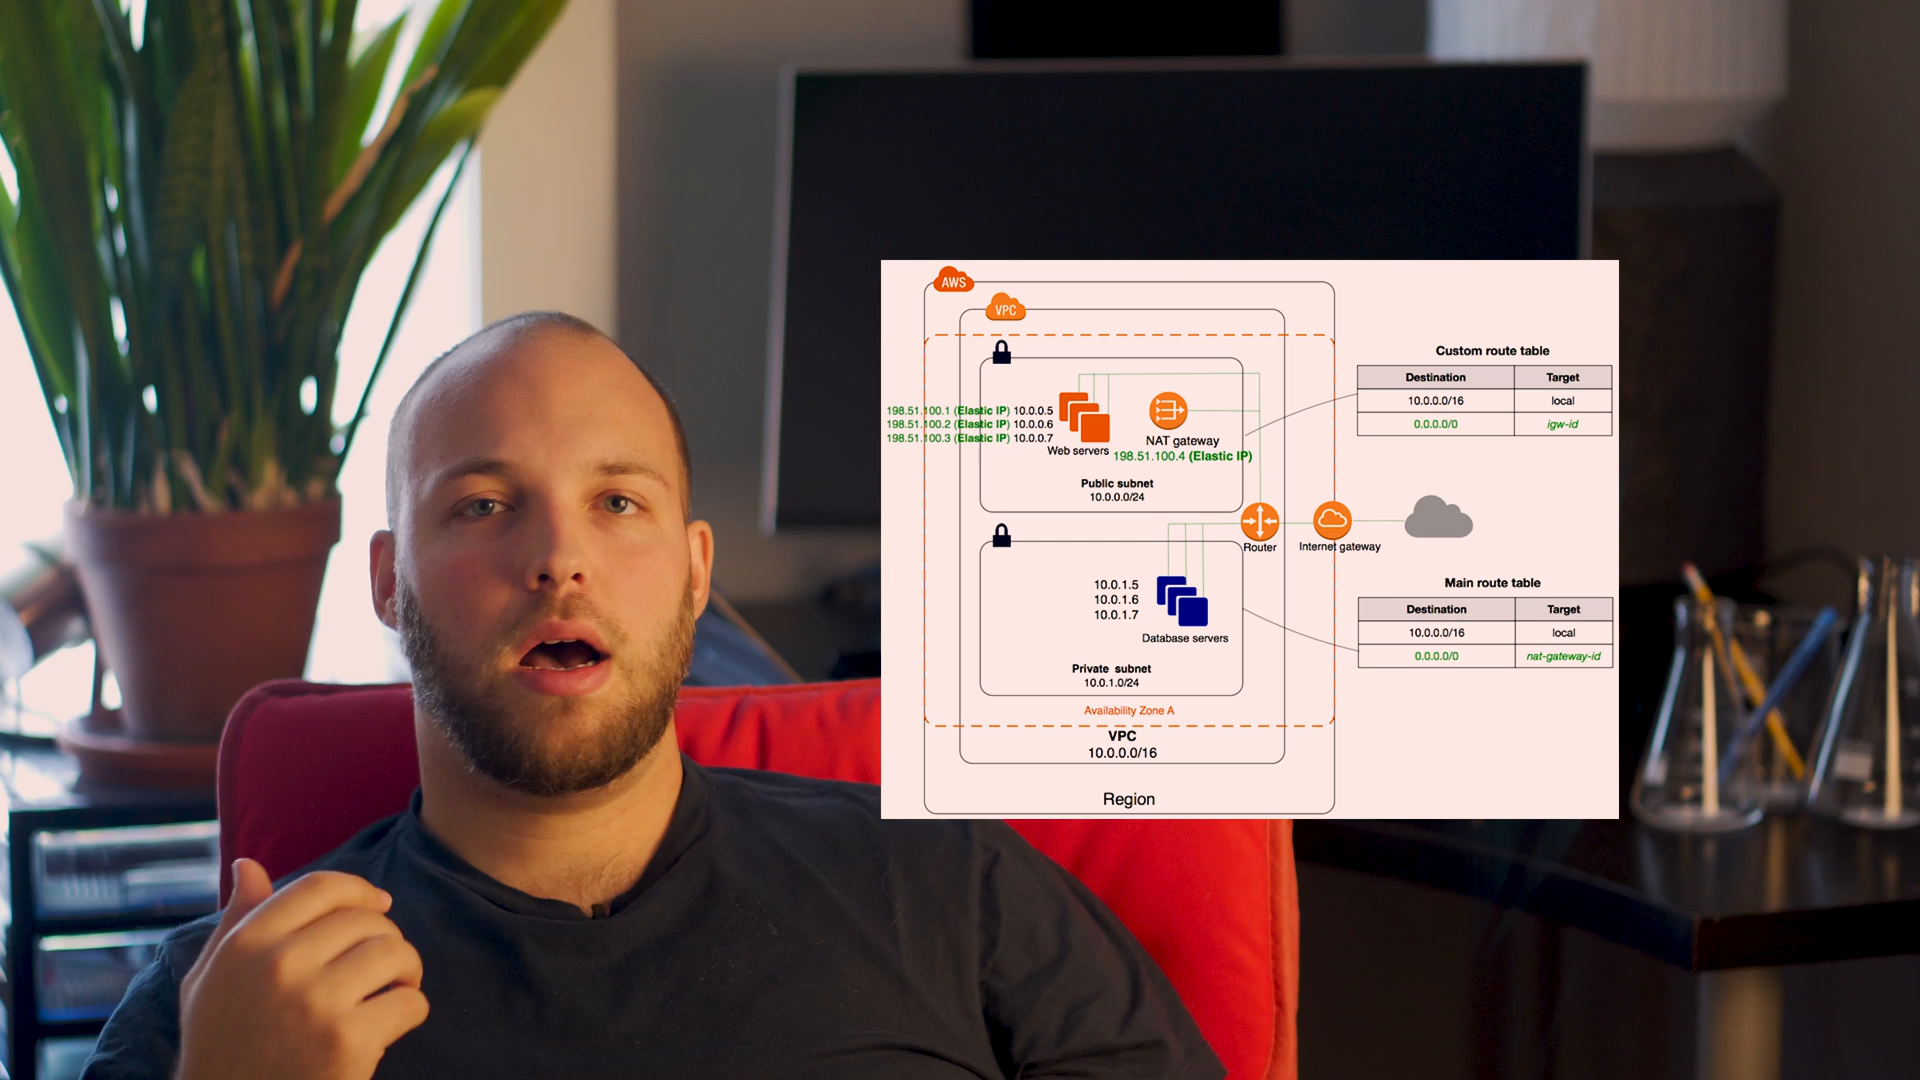 AWS
VPC
198.51.100.1 (Elastic IP) 10.0.0.5
198.51.100.2 (Elastic IP) 10.0.0.6
198.51.100.3 (Elastic IP) 10.0.0.7
Web servers
NAT gateway
198.51.100.4 (Elastic IP)
Public subnet
10.0.0.0/24
Router
Internet gateway
10.0.1.5
10.0.1.6
10.0.1.7
Database servers
Private subnet
10.0.1.0/24
Availability Zone A
VPC
10.0.0.0/16
Region
Custom route table
Destination Target
10.0.0.0/16 local
0.0.0.0/0 igw-id
Main route table
Destination Target
10.0.0.0/16 local
0.0.0.0/0 nat-gateway-id